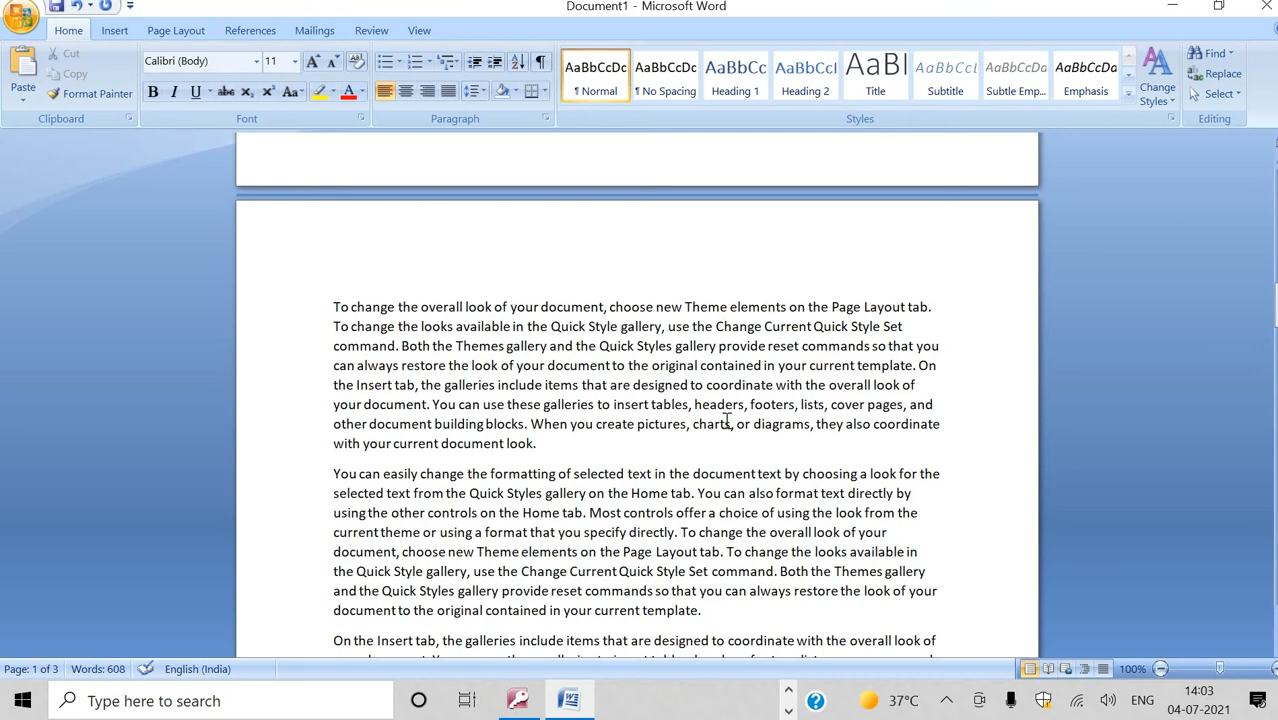 Document1 - Microsoft Word
Home Insert Page Layout References Mailings Review View
Paste
Cut
Copy
Format Painter
Clipboard
Calibri (Body) 11
B I U abc x₂ x² Aa
Font
Paragraph
AaBbCcDc AaBbCcDc AaBbCc AaBbCcI AaBl AaBbCcL AaBbCcDa AaBbCcDa
¶ Normal ¶ No Spacing Heading 1 Heading 2 Title Subtitle Subtle Emp... Emphasis
Change Styles
Styles
Find
Replace
Select
Editing
To change the overall look of your document, choose new Theme elements on the Page Layout tab.
To change the looks available in the Quick Style gallery, use the Change Current Quick Style Set
command. Both the Themes gallery and the Quick Styles gallery provide reset commands so that you
can always restore the look of your document to the original contained in your current template. On
the Insert tab, the galleries include items that are designed to coordinate with the overall look of
your document. You can use these galleries to insert tables, headers, footers, lists, cover pages, and
other document building blocks. When you create pictures, charts, or diagrams, they also coordinate
with your current document look.
You can easily change the formatting of selected text in the document text by choosing a look for the
selected text from the Quick Styles gallery on the Home tab. You can also format text directly by
using the other controls on the Home tab. Most controls offer a choice of using the look from the
current theme or using a format that you specify directly. To change the overall look of your
document, choose new Theme elements on the Page Layout tab. To change the looks available in
the Quick Style gallery, use the Change Current Quick Style Set command. Both the Themes gallery
and the Quick Styles gallery provide reset commands so that you can always restore the look of your
document to the original contained in your current template.
On the Insert tab, the galleries include items that are designed to coordinate with the overall look of
Page: 1 of 3 Words: 608 English (India) 100%
Type here to search
37°C
ENG
14:03
04-07-2021